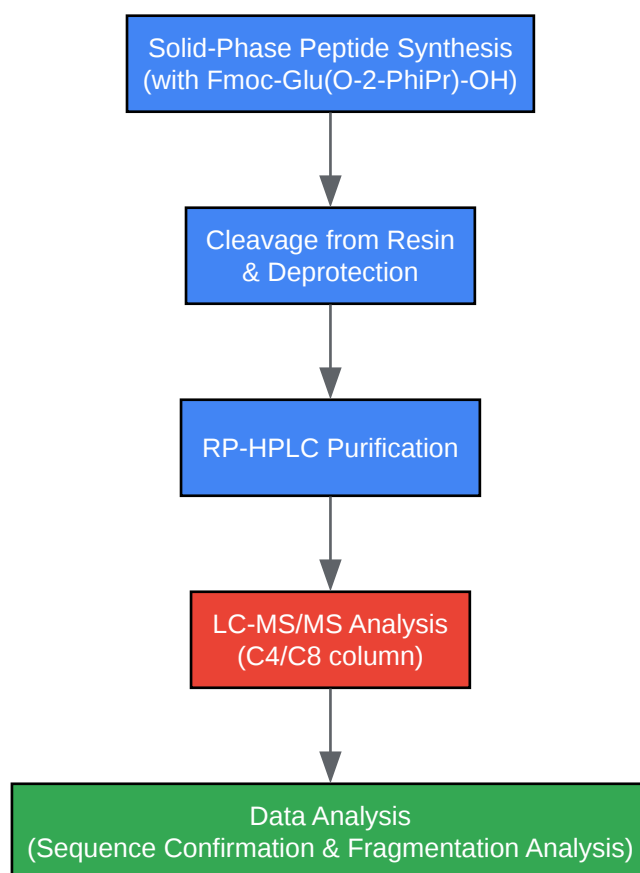 Solid-Phase Peptide Synthesis
(with Fmoc-Glu(O-2-PhiPr)-OH)
Cleavage from Resin
& Deprotection
RP-HPLC Purification
LC-MS/MS Analysis
(C4/C8 column)
Data Analysis
(Sequence Confirmation & Fragmentation Analysis)